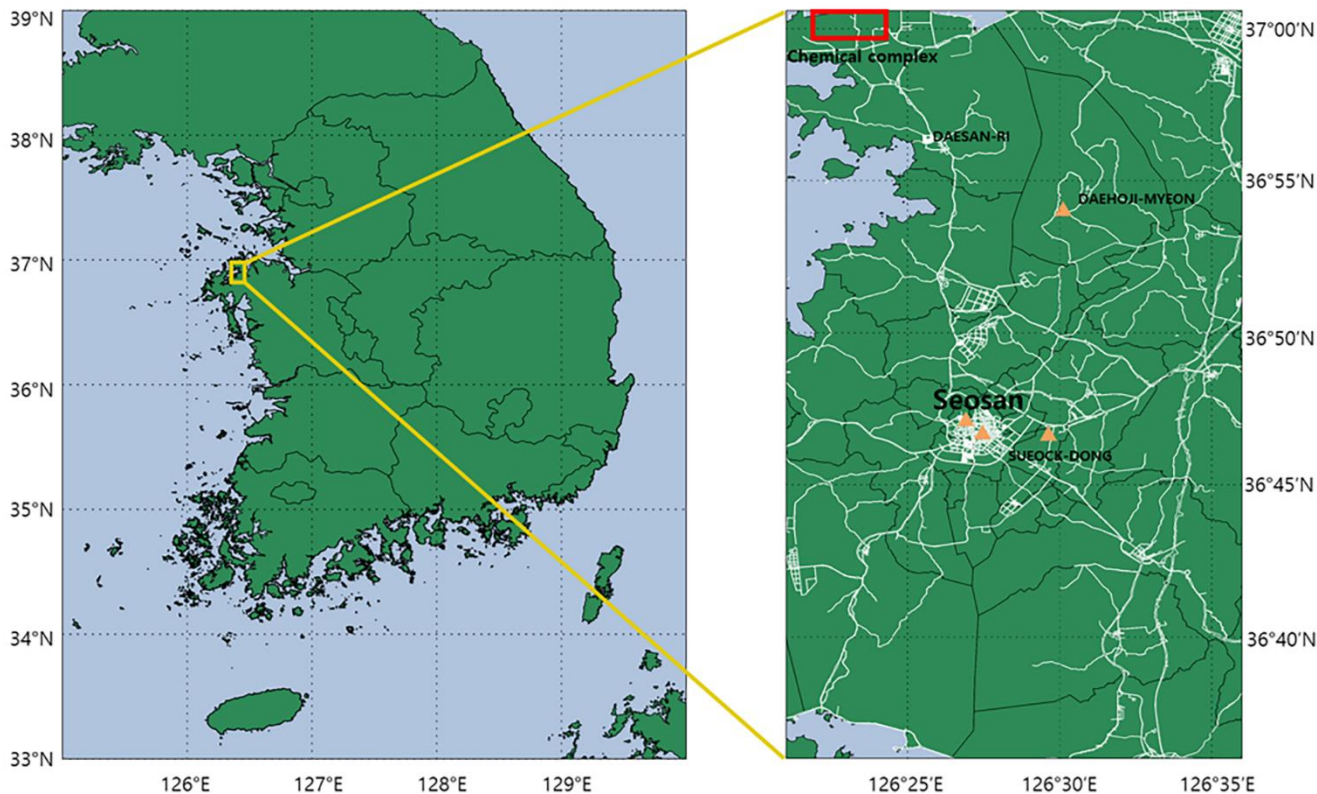 39°N
38°N
37°N
36°N
35°N
34°N
33°N
126°E
127°E
128°E
129°E
Chemical complex
DAESAN-RI
DAEHOJI-MYEON
Seosan
SUEOCK-DONG
37°00'N
36°55'N
36°50'N
36°45'N
36°40'N
126°25'E
126°30'E
126°35'E